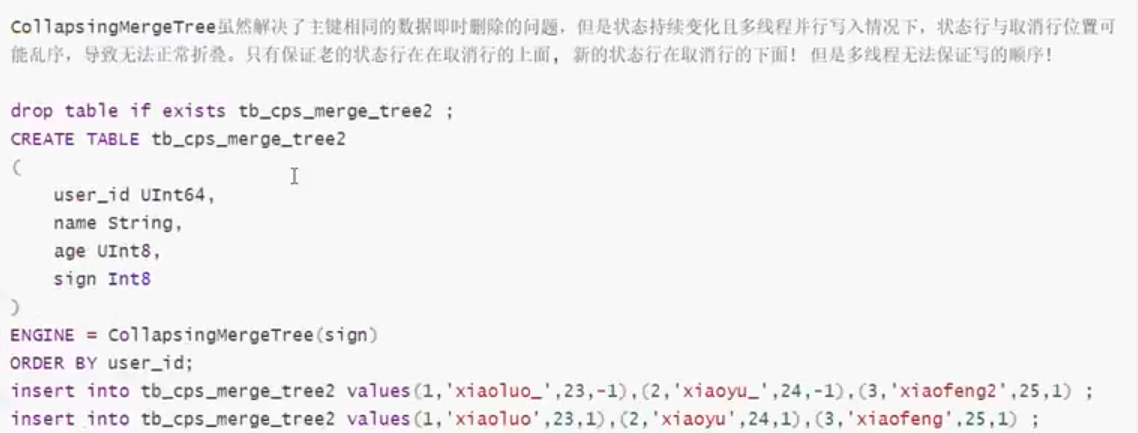 CollapsingMergeTree虽然解决了主键相同的数据即时删除的问题，但是状态持续变化且多线程并行写入情况下，状态行与取消行位置可
能乱序，导致无法正常折叠。只有保证老的状态行在在取消行的上面, 新的状态行在取消行的下面! 但是多线程无法保证写的顺序!
drop table if exists tb_cps_merge_tree2 ;
CREATE TABLE tb_cps_merge_tree2
(
user_id UInt64,
name String,
age UInt8,
sign Int8
)
ENGINE = CollapsingMergeTree(sign)
ORDER BY user_id;
insert into tb_cps_merge_tree2 values(1,'xiaoluo_',23,-1),(2,'xiaoyu_',24,-1),(3,'xiaofeng2',25,1) ;
insert into tb_cps_merge_tree2 values(1,'xiaoluo',23,1),(2,'xiaoyu',24,1),(3,'xiaofeng',25,1) ;